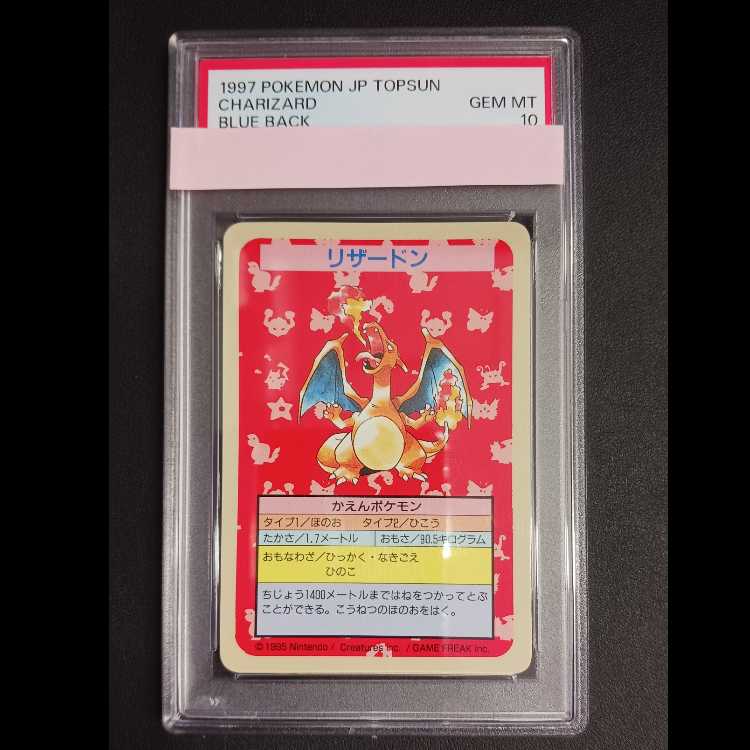 1997 POKEMON JP TOPSUN
CHARIZARD GEM MT
BLUE BACK 10
リザードン
かえんポケモン
タイプ1/ほのお タイプ2/ひこう
たかさ/1.7メートル おもさ/90.5キログラム
おもなわざ/ひっかく・なきごえ
ひのこ
ちじょう1400メートルまではねをつかってとぶ
ことができる。こうねつのほのおをはく。
© 1995 Nintendo / Creatures inc. / GAME FREAK inc.